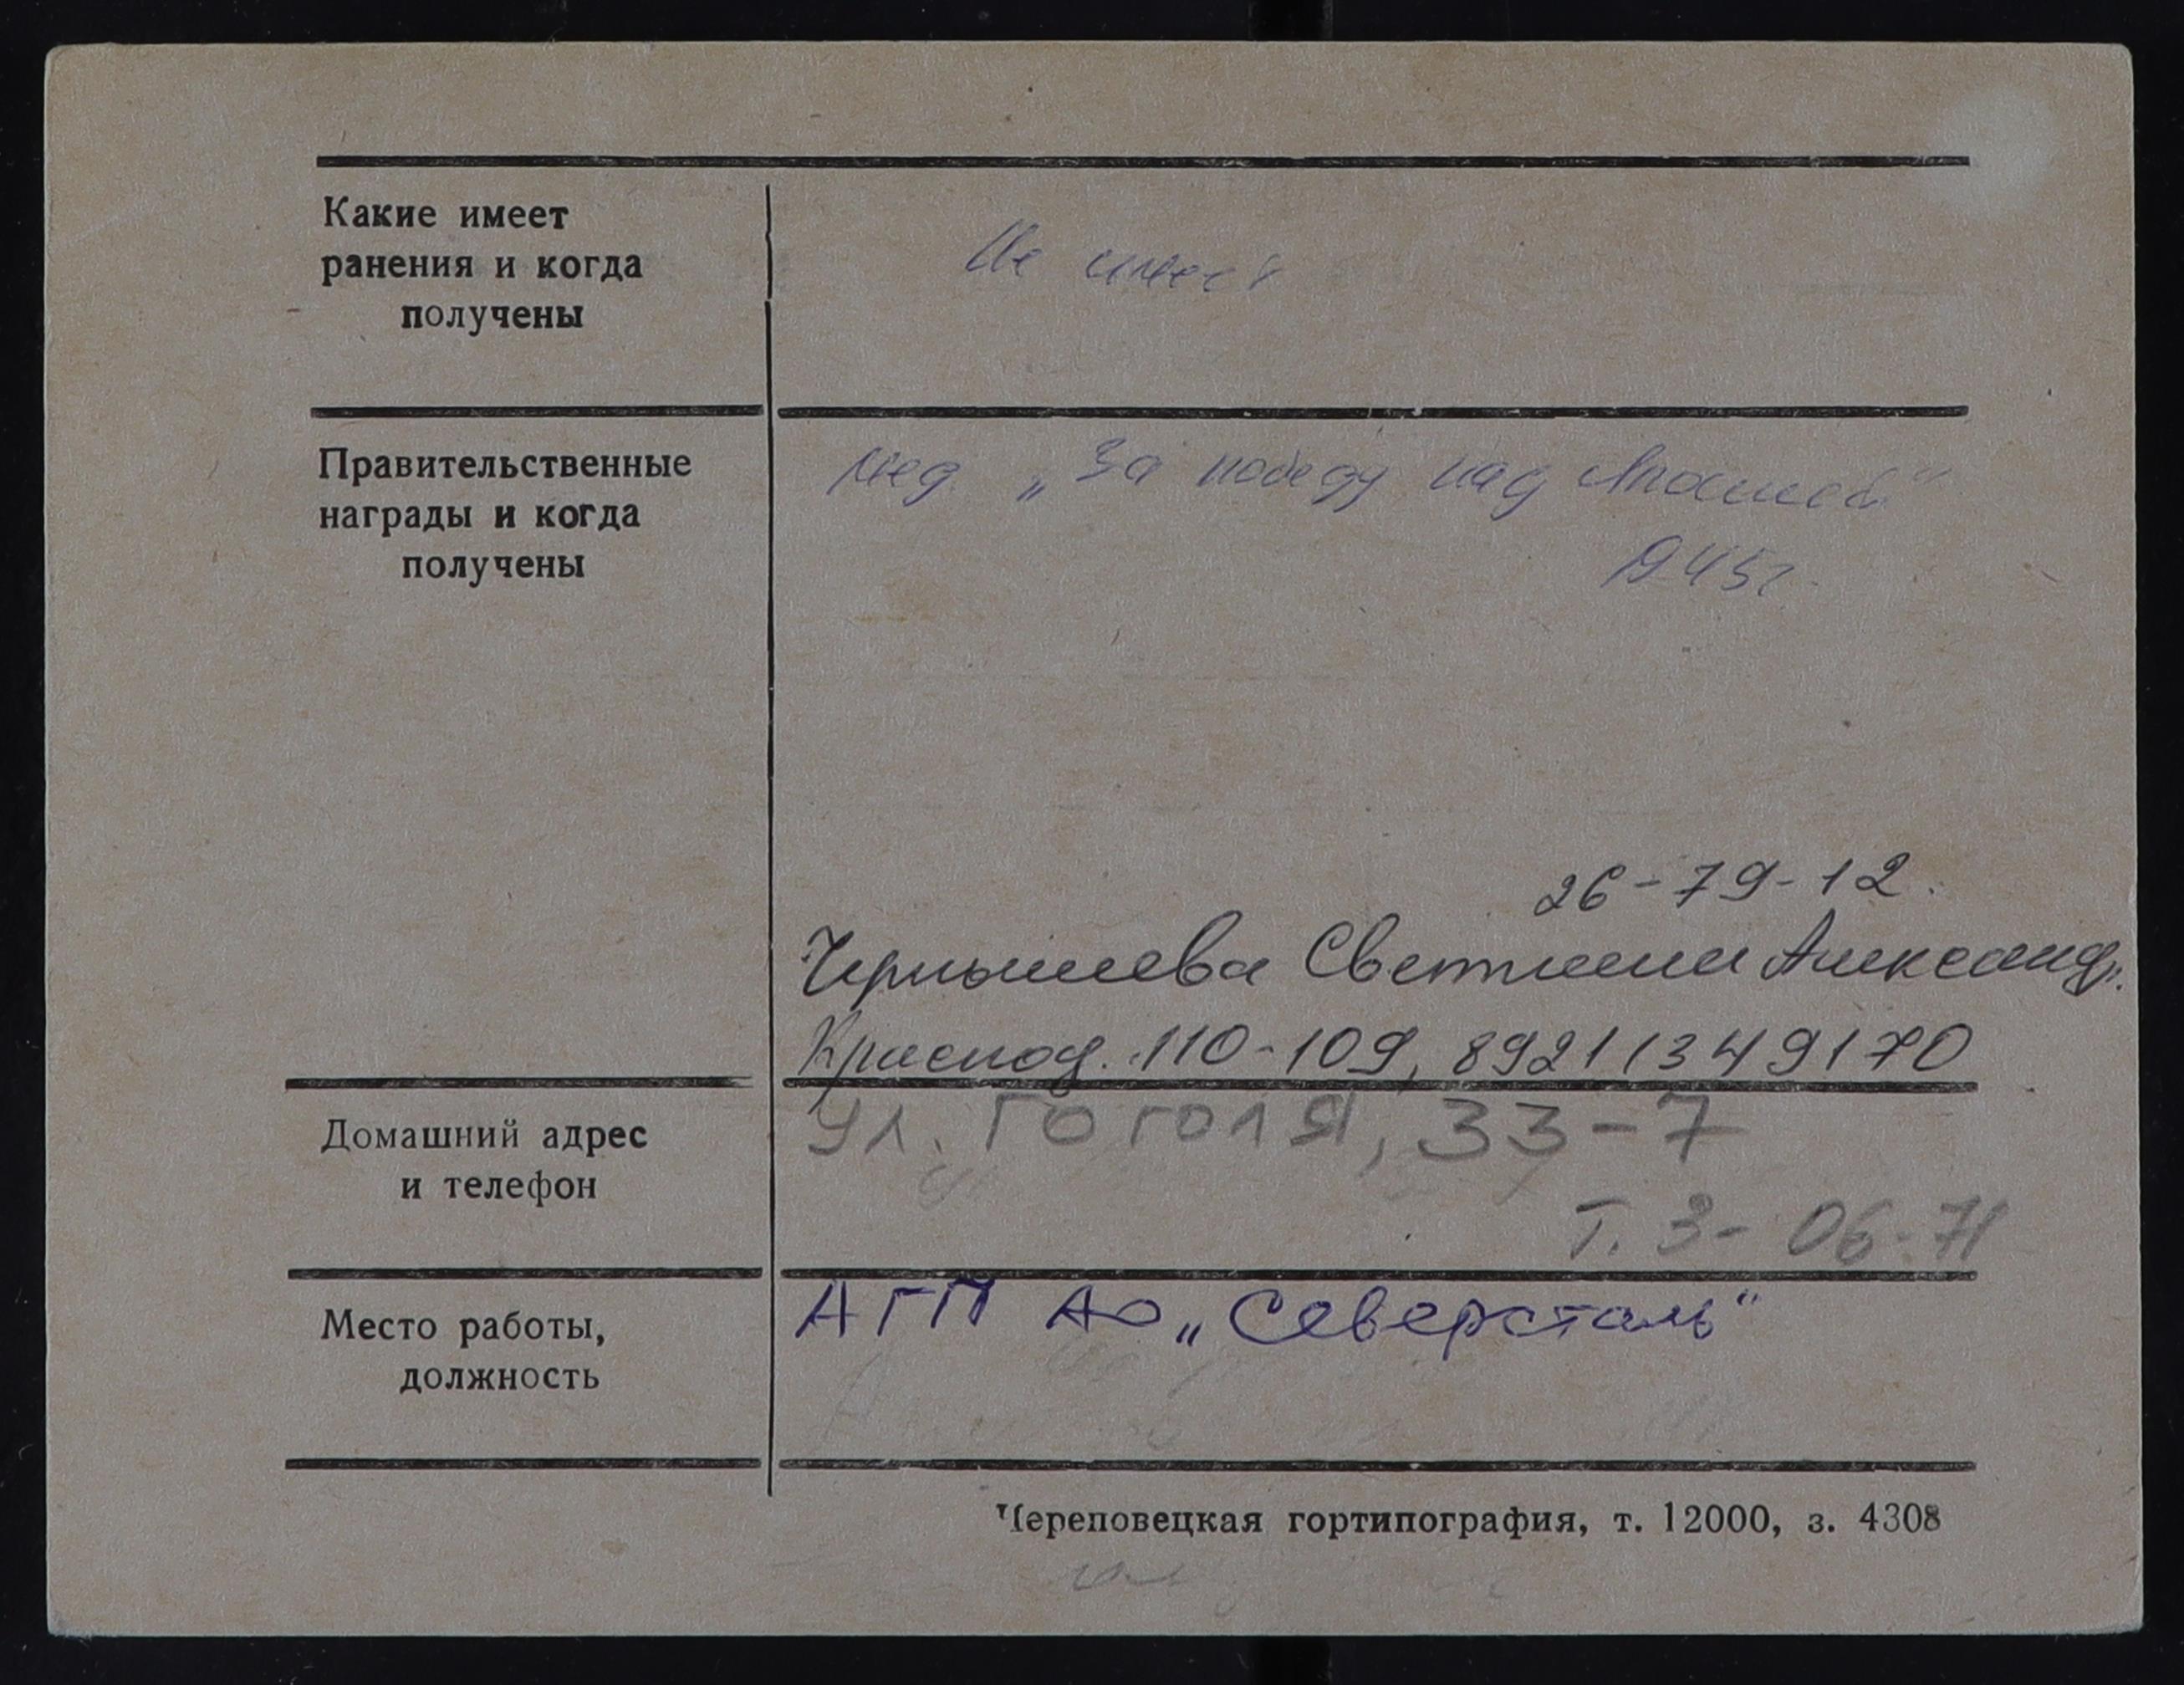 Какие имеет
ранения и когда
получены
Не имеет
Правительственные
награды и когда
получены
мед. „За победу над Японией"
1945г.
26-79-12.
Чернышева Светлана Александ.
Краснод. 110-109, 89211349170
Домашний адрес
и телефон
ул. Гоголя, 33-7
Т. 3-06-71
Место работы,
должность
АГП АО „Северсталь"
Череповецкая гортипография, т. 12000, з. 4308